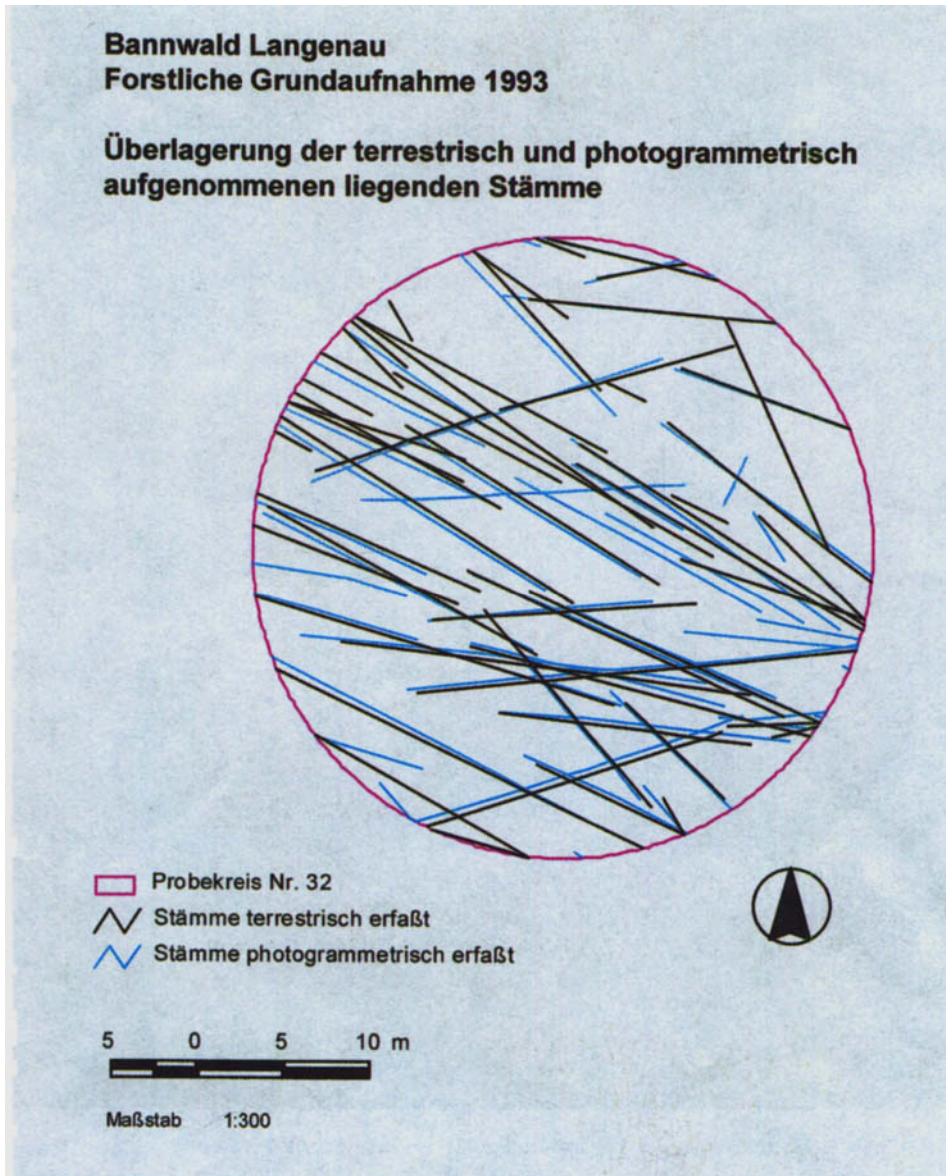 Bannwald Langenau
Forstliche Grundaufnahme 1993
Überlagerung der terrestrisch und photogrammetrisch
aufgenommenen liegenden Stämme
Probekreis Nr. 32
Stämme terrestrisch erfaßt
Stämme photogrammetrisch erfaßt
5 0 5 10 m
Maßstab 1:300